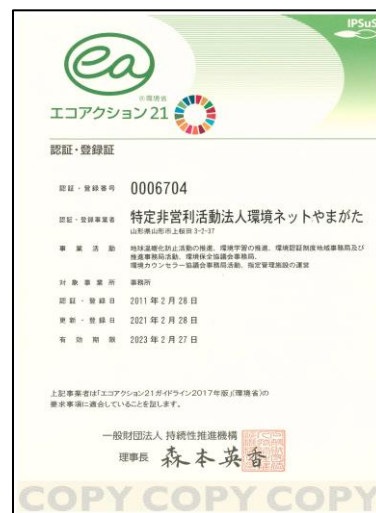 IPSuS
ea
©環境省
エコアクション21
認証・登録証
認証・登録番号 0006704
認証・登録事業者 特定非営利活動法人環境ネットやまがた
山形県山形市上桜田3-2-37
事業活動 地球温暖化防止活動の推進、環境学習の推進、環境認証制度地域事務局及び
推進事務局活動、環境保全協議会事務局、
環境カウンセラー協議会事務局活動、指定管理施設の運営
対象事業所 事務所
認証・登録日 2011年2月28日
更新・登録日 2021年2月28日
有効期限 2023年2月27日
上記事業者は「エコアクション21ガイドライン2017年版」(環境省)の
要求事項に適合していることを証します。
一般財団法人 持続性推進機構
理事長 森本英香
COPY COPY COPY